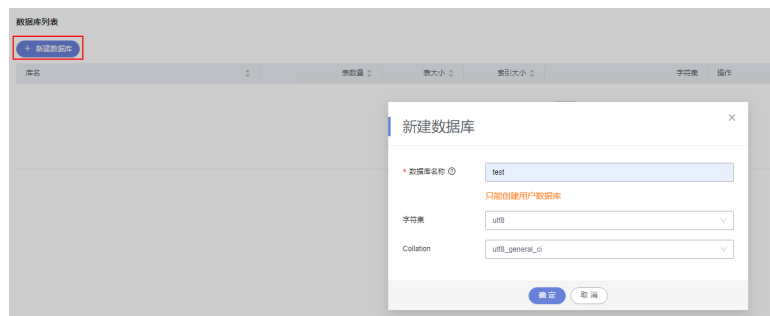 数据库列表
+ 新建数据库
库名 表数量 表大小 索引大小 字符集 操作
新建数据库
* 数据库名称
test
只能创建用户数据库
字符集 utf8
Collation utf8_general_ci
确定 取消